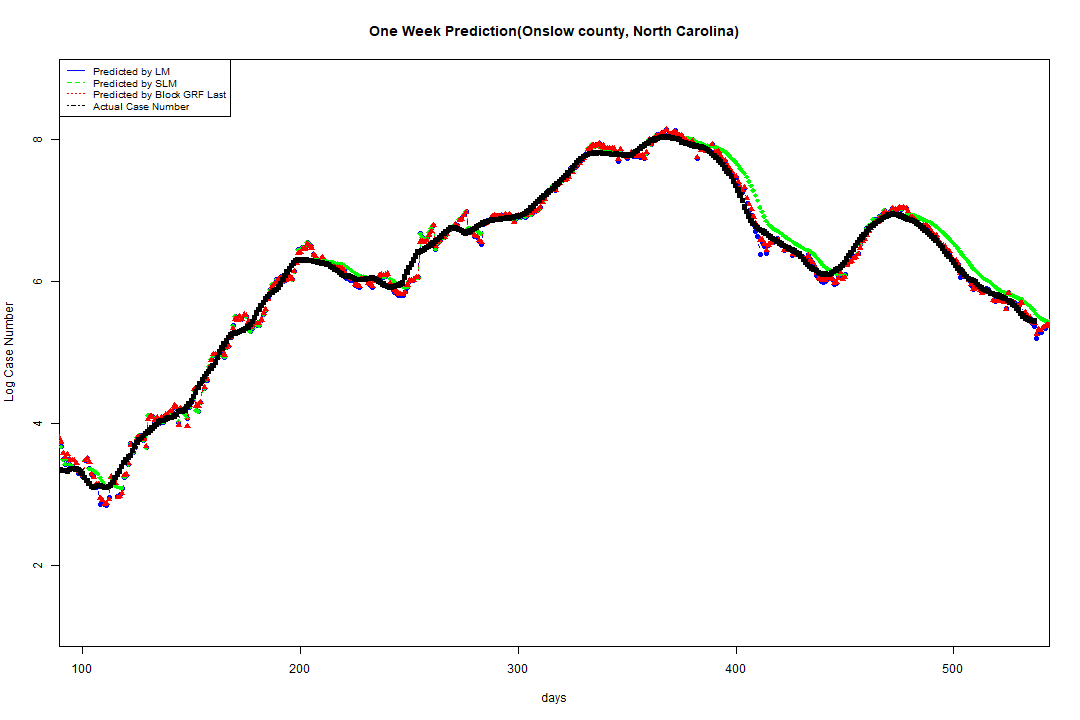 One Week Prediction(Onslow county, North Carolina)
Predicted by LM
Predicted by SLM
Predicted by Block GRF Last
Actual Case Number
8
6
4
2
Log Case Number
100 200 300 400 500
days